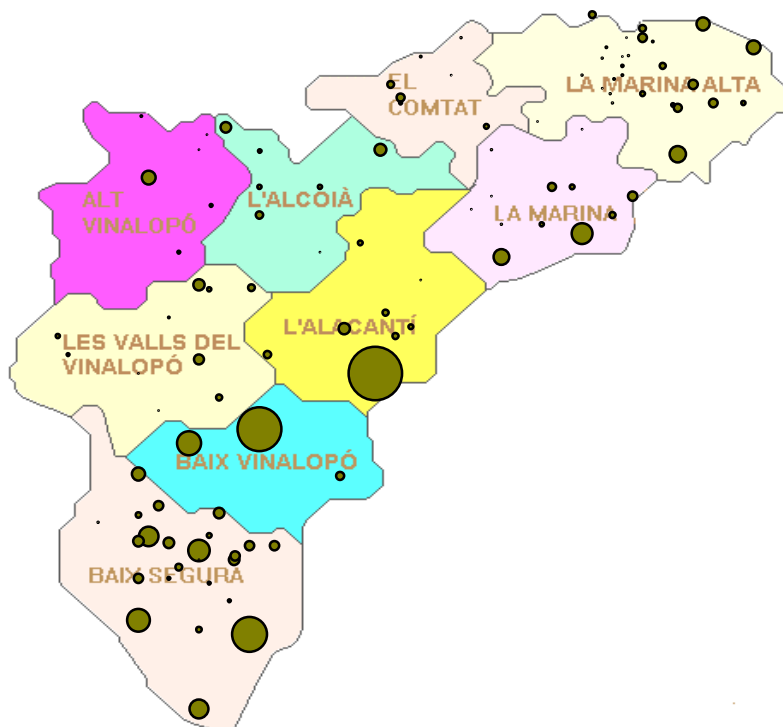 EL
COMTAT
LA MARINA ALTA
ALT
VINALOPÓ
L'ALCOIÀ
LA MARINA
L'ALACANTÍ
LES VALLS DEL
VINALOPÓ
BAIX VINALOPÓ
BAIX SEGURA